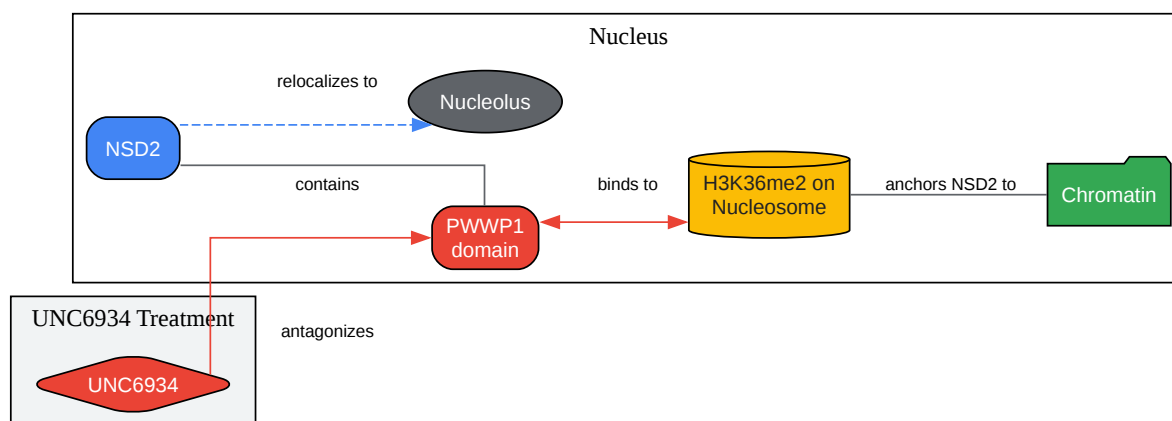 Nucleus
relocalizes to
Nucleolus
NSD2
contains
binds to
H3K36me2 on
Nucleosome
anchors NSD2 to
Chromatin
PWWP1
domain
UNC6934 Treatment
antagonizes
UNC6934